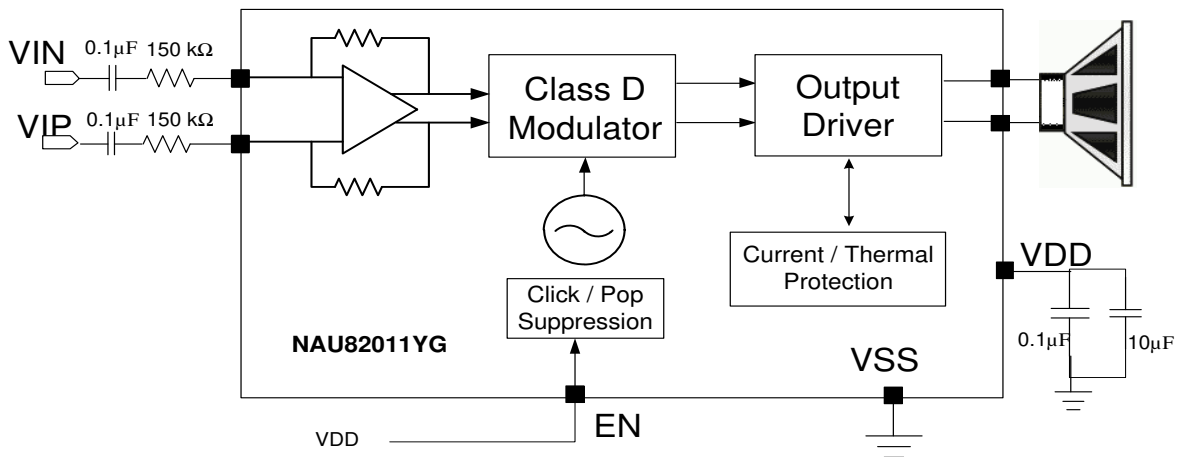 VIN
0.1µF 150 kΩ
VIP
0.1µF 150 kΩ
Class D
Modulator
Output
Driver
Current / Thermal
Protection
Click / Pop
Suppression
NAU82011YG
VDD
0.1µF
10µF
VSS
EN
VDD